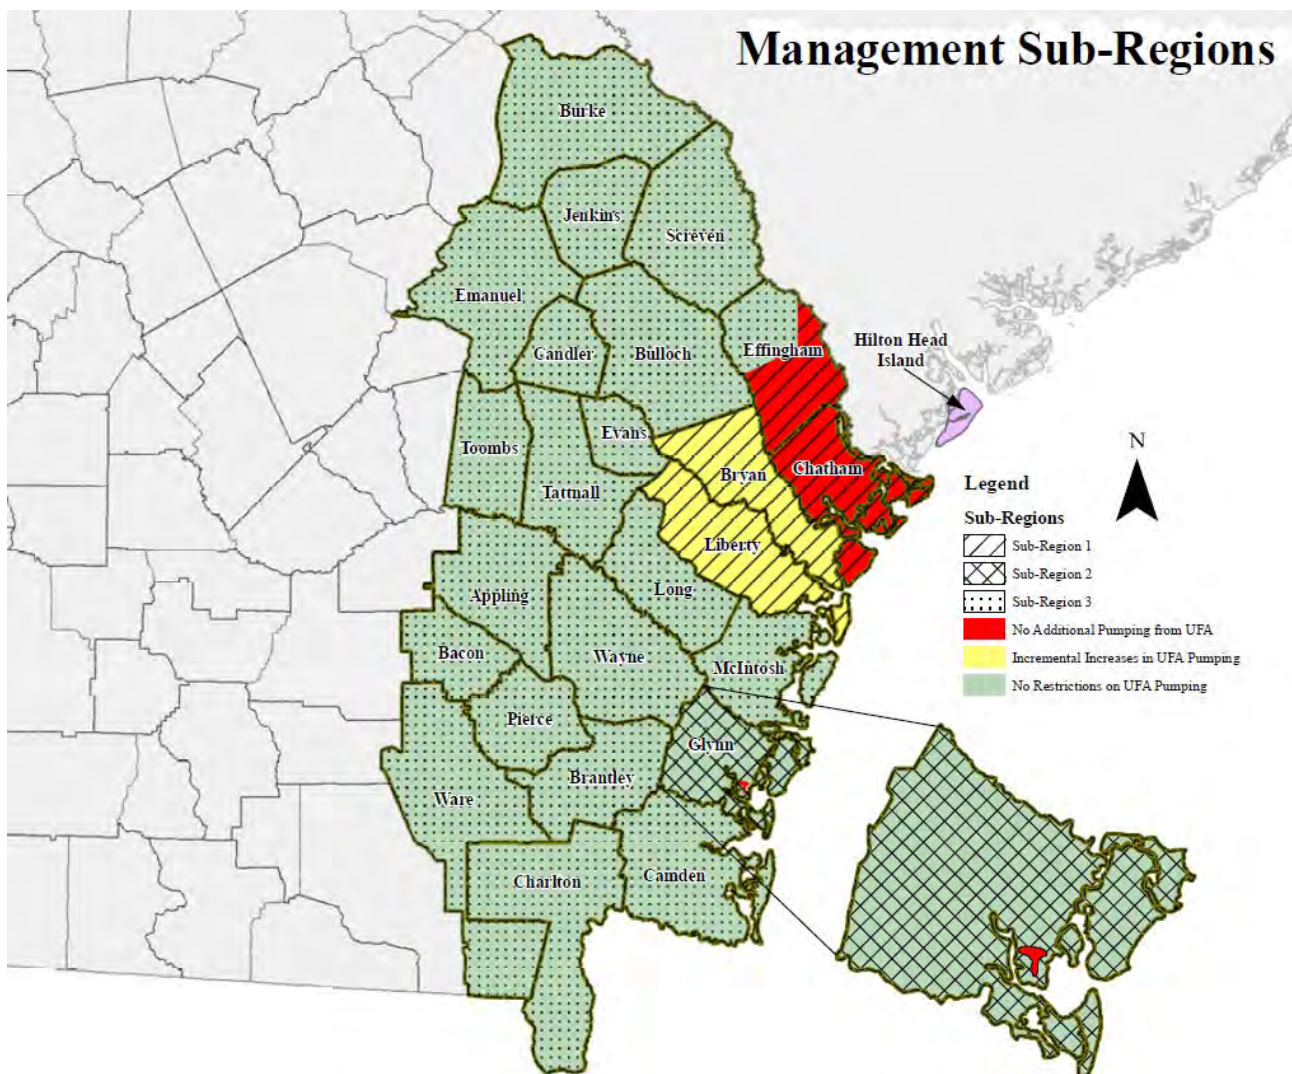 Management Sub-Regions
Burke
Jenkins
Screven
Emanuel
Candler
Bulloch
Effingham
Hilton Head
Island
Toombs
Evans
Tattnall
Bryan
Chatham
Liberty
Appling
Long
Bacon
Wayne
McIntosh
Pierce
Glynn
Ware
Brantley
Charlton
Camden
N
Legend
Sub-Regions
Sub-Region 1
Sub-Region 2
Sub-Region 3
No Additional Pumping from UFA
Incremental Increases in UFA Pumping
No Restrictions on UFA Pumping